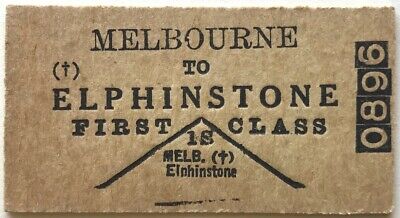 MELBOURNE
TO
(†)
ELPHINSTONE
FIRST CLASS
1S
MELB. (†)
Elphinstone
0896